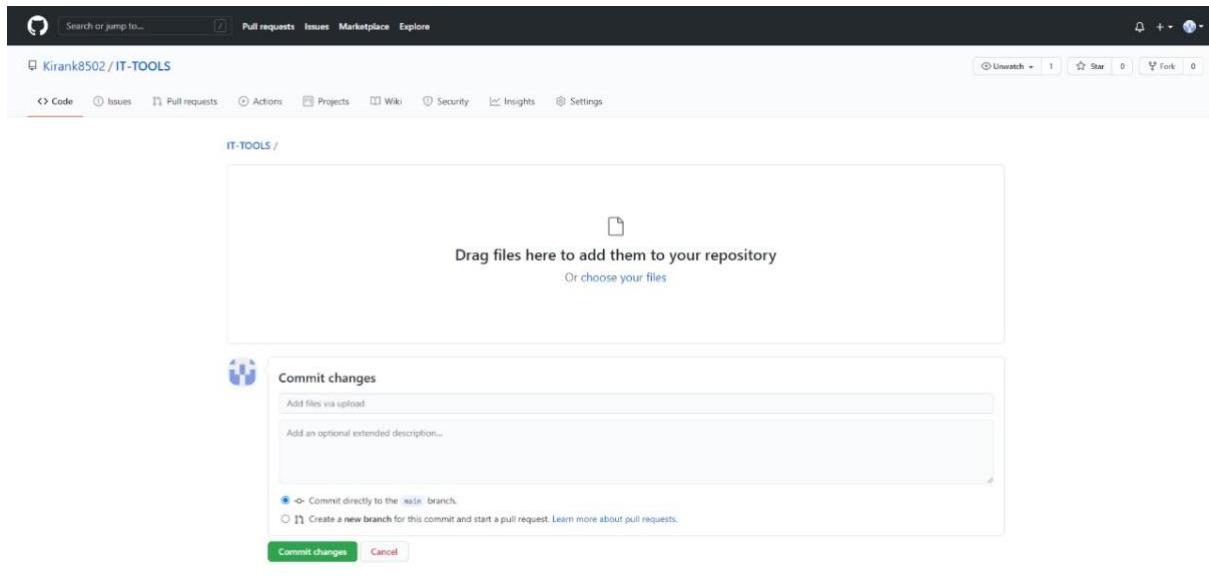 Search or jump to... / Pull requests Issues Marketplace Explore
Kirank8502 / IT-TOOLS Unwatch 1 Star 0 Fork 0
<> Code Issues Pull requests Actions Projects Wiki Security Insights Settings
IT-TOOLS /
Drag files here to add them to your repository
Or choose your files
Commit changes
Add files via upload
Add an optional extended description...
Commit directly to the main branch.
Create a new branch for this commit and start a pull request. Learn more about pull requests.
Commit changes Cancel